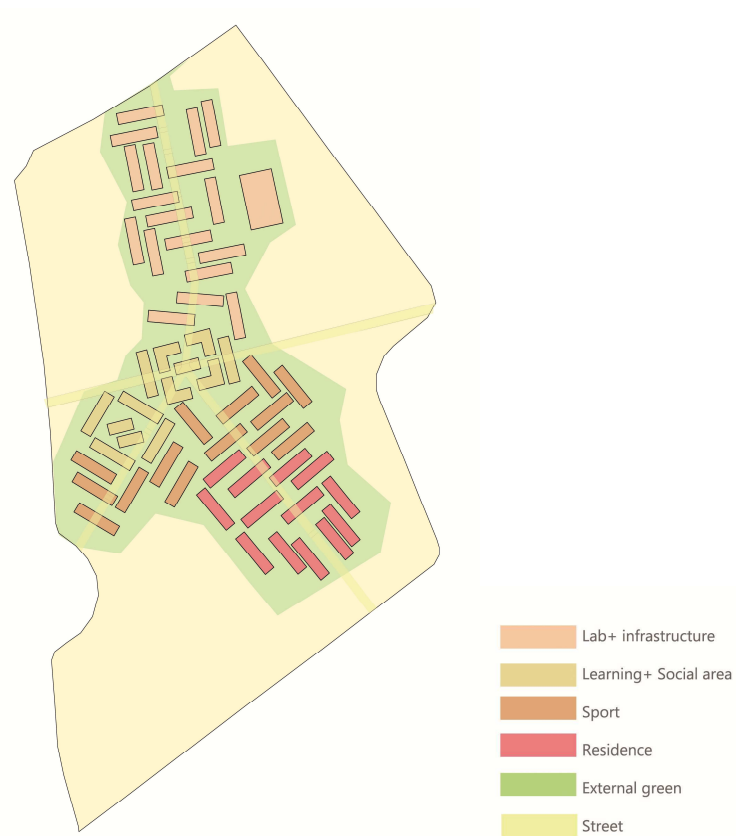 Lab+ infrastructure
Learning+ Social area
Sport
Residence
External green
Street